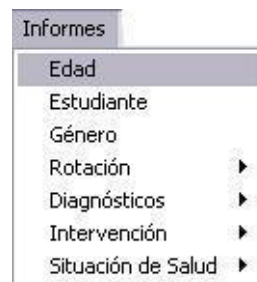 Informes
Edad
Estudiante
Género
Rotación
Diagnósticos
Intervención
Situación de Salud